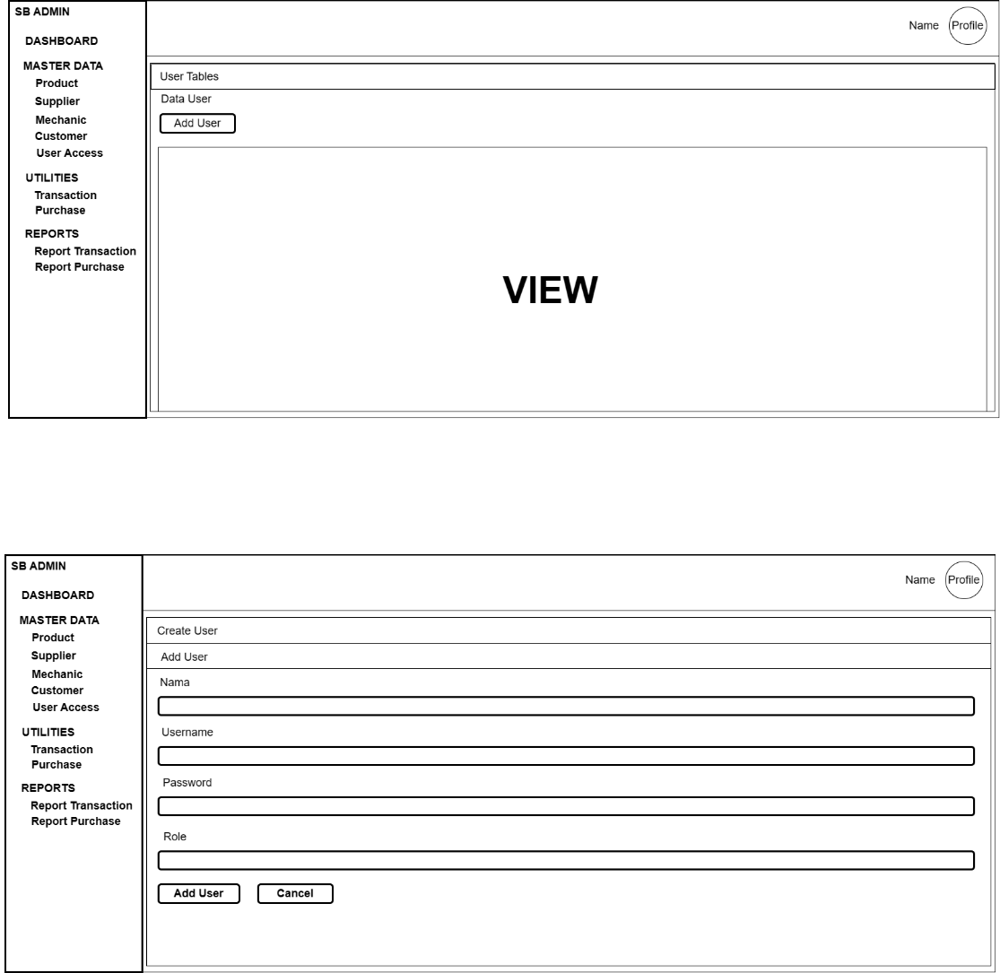 SB ADMIN
DASHBOARD
MASTER DATA
Product
Supplier
Mechanic
Customer
User Access
UTILITIES
Transaction
Purchase
REPORTS
Report Transaction
Report Purchase
Name Profile
User Tables
Data User
Add User
VIEW
SB ADMIN
DASHBOARD
MASTER DATA
Product
Supplier
Mechanic
Customer
User Access
UTILITIES
Transaction
Purchase
REPORTS
Report Transaction
Report Purchase
Name Profile
Create User
Add User
Nama
Username
Password
Role
Add User Cancel